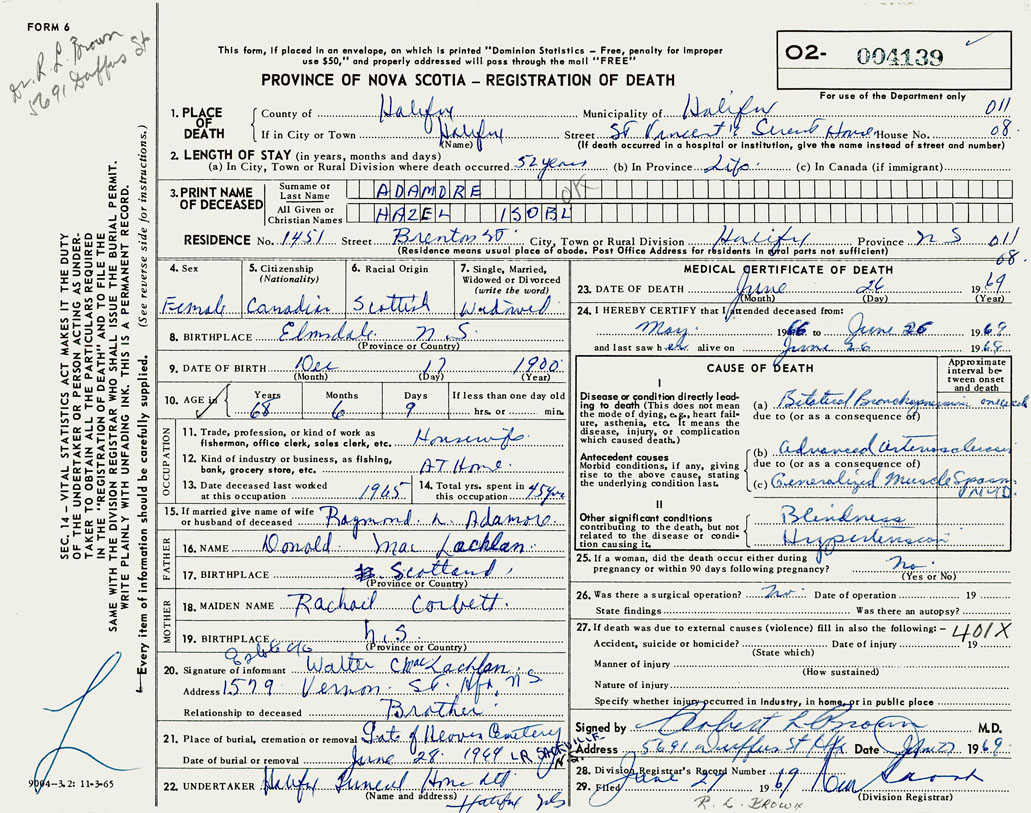 FORM 6
Dr. R. L. Brown
5691 Duffus St
This form, if placed in an envelope, on which is printed "Dominion Statistics – Free, penalty for improper
use $50," and properly addressed will pass through the mail "FREE"
PROVINCE OF NOVA SCOTIA – REGISTRATION OF DEATH
O2- 004139
For use of the Department only
1. PLACE OF DEATH
County of Halifax Municipality of Halifax 011
If in City or Town Halifax Street St Vincent's Guest Home House No. 08
(Name) (If death occurred in a hospital or institution, give the name instead of street and number)
2. LENGTH OF STAY (in years, months and days)
(a) In City, Town or Rural Division where death occurred 52 years (b) In Province Life (c) In Canada (if immigrant)
3. PRINT NAME OF DECEASED
Surname or Last Name ADAMORE
OK
All Given or Christian Names HAZEL ISOBL
RESIDENCE No. 1451 Street Brenton St. City, Town or Rural Division Halifax Province N S 011
(Residence means usual place of abode. Post Office Address for residents in rural parts not sufficient)
08.
4. Sex
Female
5. Citizenship (Nationality)
Canadian
6. Racial Origin
Scottish
7. Single, Married, Widowed or Divorced (write the word)
Widowed
8. BIRTHPLACE Elmsdale N.S.
(Province or Country)
9. DATE OF BIRTH Dec 17 1900
(Month) (Day) (Year)
10. AGE in Years Months Days If less than one day old
68 6 9 hrs. or min.
OCCUPATION
11. Trade, profession, or kind of work as fisherman, office clerk, sales clerk, etc. Housewife
12. Kind of industry or business, as fishing, bank, grocery store, etc. AT Home.
13. Date deceased last worked at this occupation 1965
14. Total yrs. spent in this occupation 45 yrs
15. If married give name of wife or husband of deceased Raymond L. Adamore.
FATHER
16. NAME Donald MacLachlan.
17. BIRTHPLACE Scotland
(Province or Country)
MOTHER
18. MAIDEN NAME Rachail Corbett.
19. BIRTHPLACE N.S.
(Province or Country)
20. Signature of informant Walter C MacLachlan.
Address 1579 Vernon St. Hfx, N S
Relationship to deceased Brother.
21. Place of burial, cremation or removal Gate of Heaven Cemetery
Date of burial or removal June 28 1969 LR SACKVILLE N.S.
22. UNDERTAKER Halifax Funeral Home Ltd
(Name and address) Halifax
MEDICAL CERTIFICATE OF DEATH
23. DATE OF DEATH June 26 1969
(Month) (Day) (Year)
24. I HEREBY CERTIFY that I attended deceased from:
May 1966 to June 26 1969
and last saw her alive on June 26 1969
CAUSE OF DEATH
Approximate interval between onset and death
I
Disease or condition directly leading to death (This does not mean the mode of dying, e.g., heart failure, asthenia, etc. It means the disease, injury, or complication which caused death.)
(a) Bilateral Bronchopneumonia one week
due to (or as a consequence of)
Antecedent causes
Morbid conditions, if any, giving rise to the above cause, stating the underlying condition last.
(b) Advanced Arteriosclerosis
due to (or as a consequence of)
(c) Generalized Muscle Spasm
N.Y.D.
II
Other significant conditions
contributing to the death, but not related to the disease or condition causing it.
Blindness
Hypertension
25. If a woman, did the death occur either during pregnancy or within 90 days following pregnancy? No.
(Yes or No)
26. Was there a surgical operation? No. Date of operation 19
State findings Was there an autopsy?
27. If death was due to external causes (violence) fill in also the following: – 401X
Accident, suicide or homicide? Date of injury 19
(State which)
Manner of injury
(How sustained)
Nature of injury
Specify whether injury occurred in Industry, in home, or in public place
Signed by Robert L Brown M.D.
Address 5691 Duffus St Hfx Date June 27 1969
28. Division Registrar's Record Number
29. Filed June 27 1969
(Division Registrar)
R. L. BROWN
SEC. 14 – VITAL STATISTICS ACT MAKES IT THE DUTY
OF THE UNDERTAKER OR PERSON ACTING AS UNDER-
TAKER TO OBTAIN ALL THE PARTICULARS REQUIRED
IN THE "REGISTRATION OF DEATH" AND TO FILE THE
SAME WITH THE DIVISION REGISTRAR WHO SHALL ISSUE THE BURIAL PERMIT.
WRITE PLAINLY WITH UNFADING INK. THIS IS A PERMANENT RECORD.
Every item of information should be carefully supplied. (See reverse side for instructions.)
9004-3.2: 11-3-65